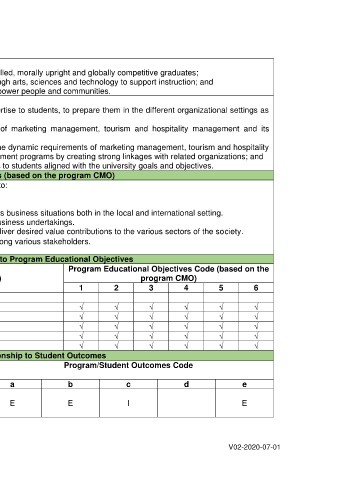 lled, morally upright and globally competitive graduates;
gh arts, sciences and technology to support instruction; and
power people and communities.
ertise to students, to prepare them in the different organizational settings as
of marketing management, tourism and hospitality management and its
he dynamic requirements of marketing management, tourism and hospitality
ment programs by creating strong linkages with related organizations; and
s to students aligned with the university goals and objectives.
s (based on the program CMO)
to:
s business situations both in the local and international setting.
usiness undertakings.
liver desired value contributions to the various sectors of the society.
ong various stakeholders.
to Program Educational Objectives
) Program Educational Objectives Code (based on the
program CMO)
1 2 3 4 5 6
√ √ √ √ √ √
√ √ √ √ √ √
√ √ √ √ √ √
√ √ √ √ √ √
√ √ √ √ √ √
onship to Student Outcomes
Program/Student Outcomes Code
a b c d e
E E I E
V02-2020-07-01